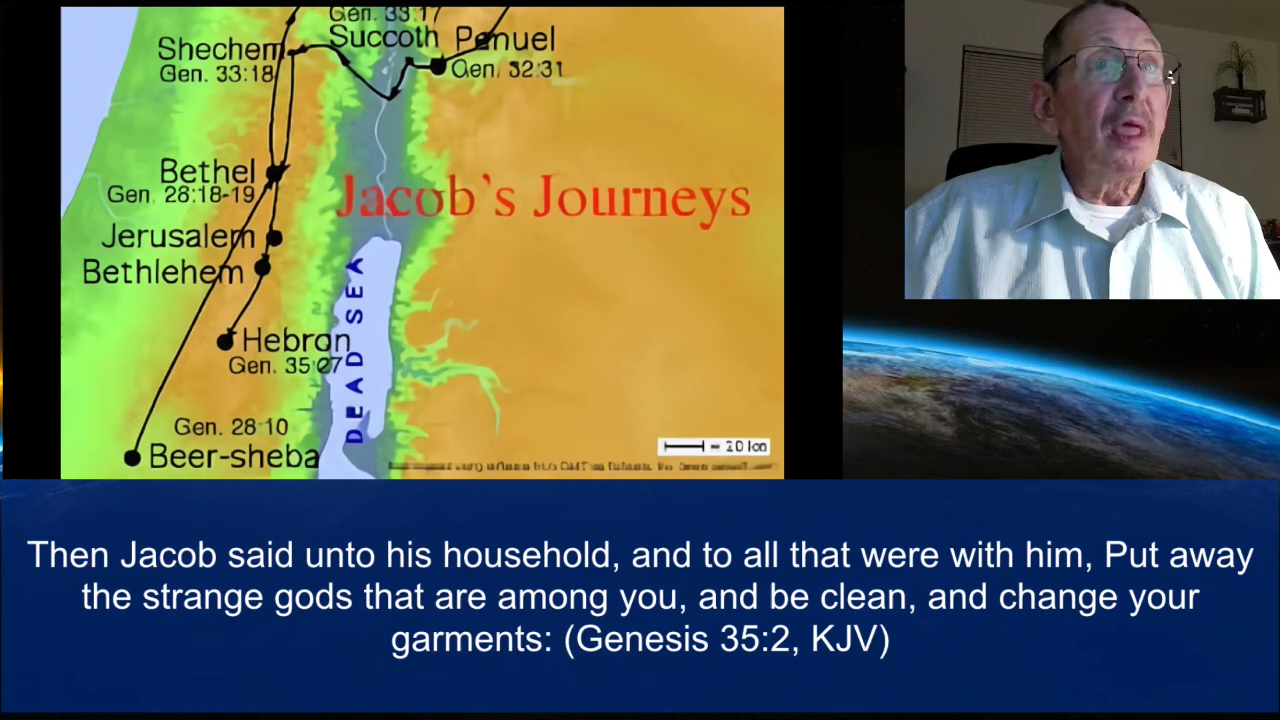 Gen. 33:17
Succoth
Penuel
Gen. 32:31
Shechem
Gen. 33:18
Bethel
Gen. 28:18-19
Jacob's Journeys
Jerusalem
Bethlehem
DEAD SEA
Hebron
Gen. 35:27
Gen. 28:10
Beer-sheba
Then Jacob said unto his household, and to all that were with him, Put away
the strange gods that are among you, and be clean, and change your
garments: (Genesis 35:2, KJV)